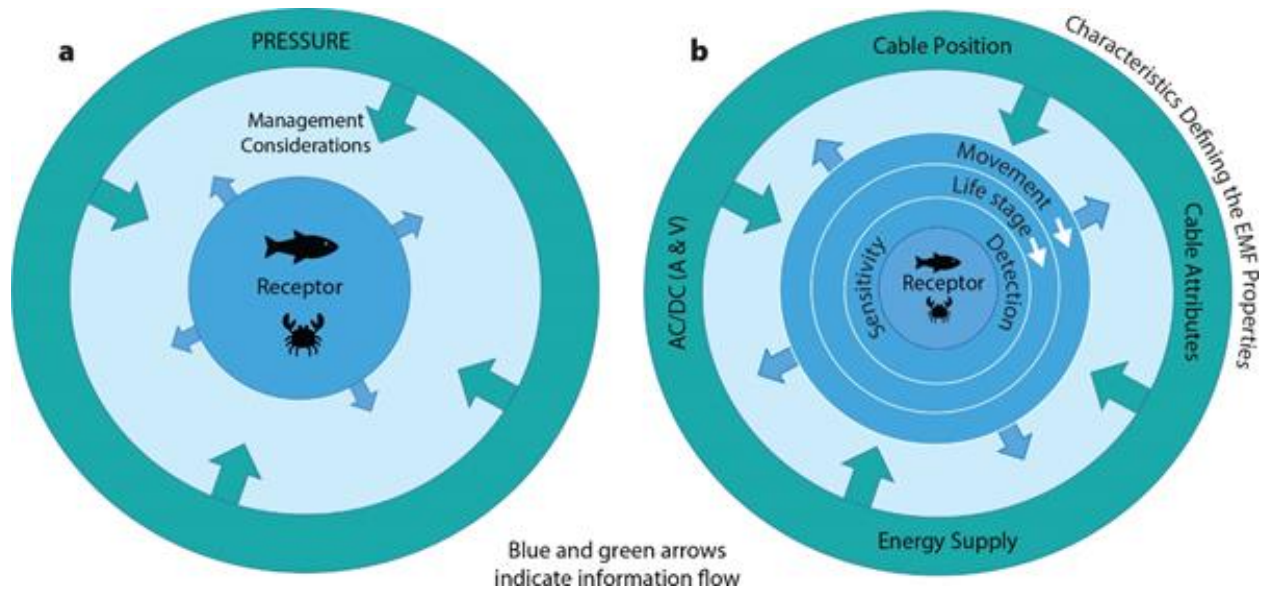 a
PRESSURE
Management
Considerations
Receptor
b
Cable Position
Characteristics Defining the EMF Properties
Movement
Life stage
Detection
Sensitivity
Receptor
AC/DC (A & V)
Cable Attributes
Energy Supply
Blue and green arrows
indicate information flow